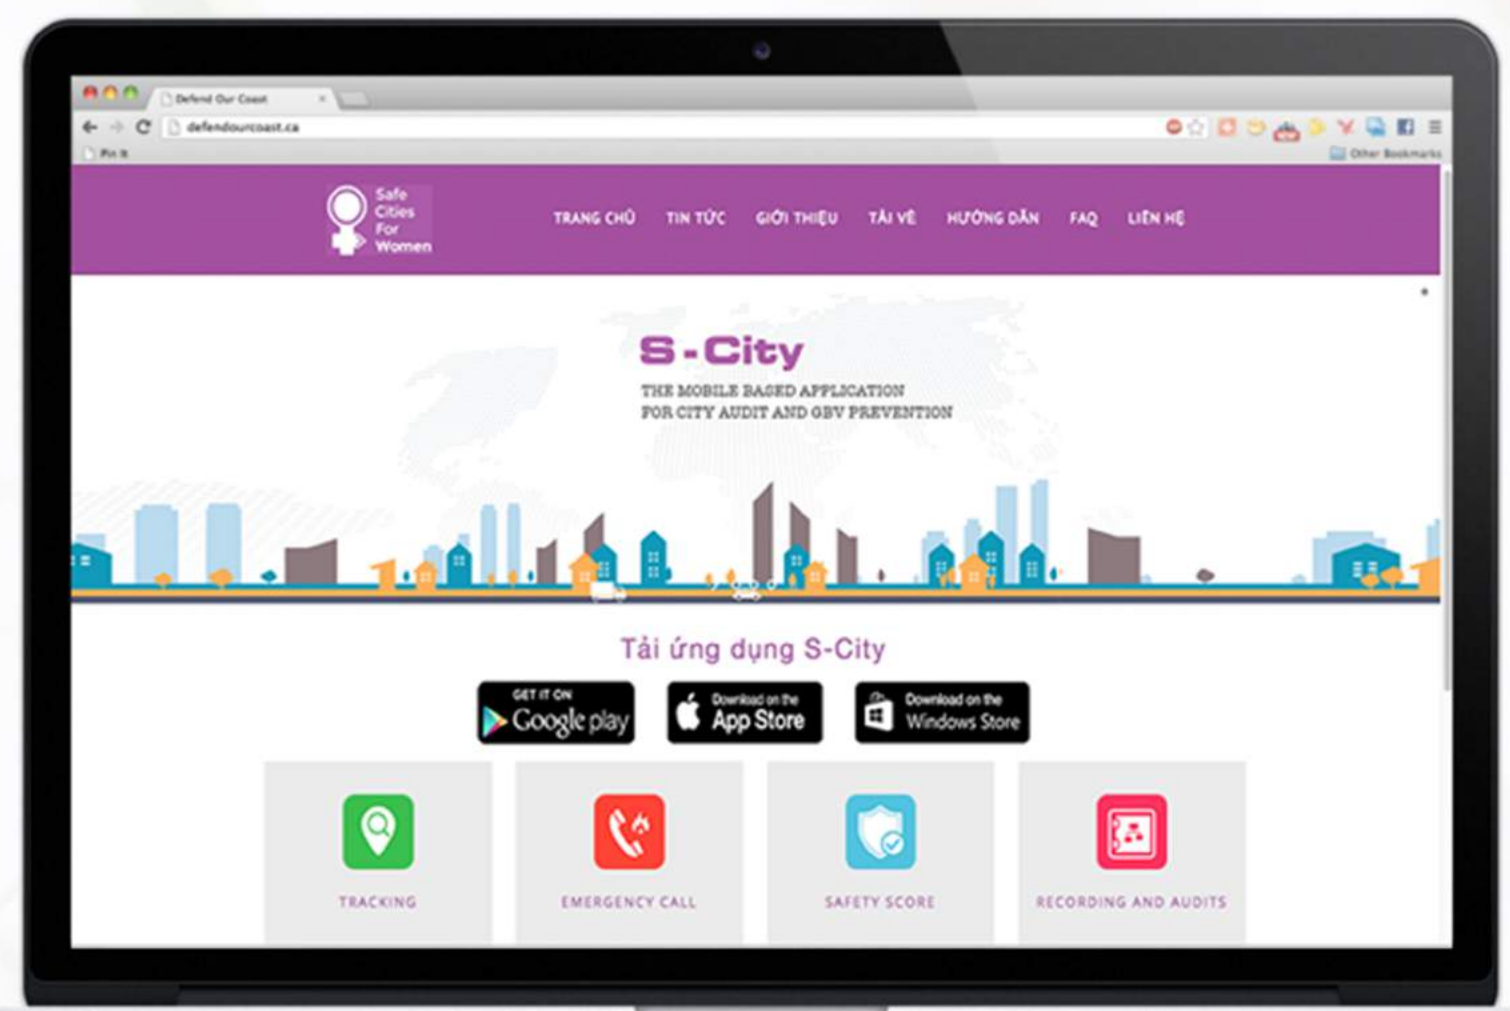 Defend Our Coast
defendourcoast.ca
Pin It
Other Bookmarks
Safe
Cities
For
Women
TRANG CHỦ TIN TỨC GIỚI THIỆU TẢI VỀ HƯỚNG DẪN FAQ LIÊN HỆ
S - City
THE MOBILE BASED APPLICATION
FOR CITY AUDIT AND GBV PREVENTION
Tải ứng dụng S-City
GET IT ON
Google play
Download on the
App Store
Download on the
Windows Store
TRACKING
EMERGENCY CALL
SAFETY SCORE
RECORDING AND AUDITS